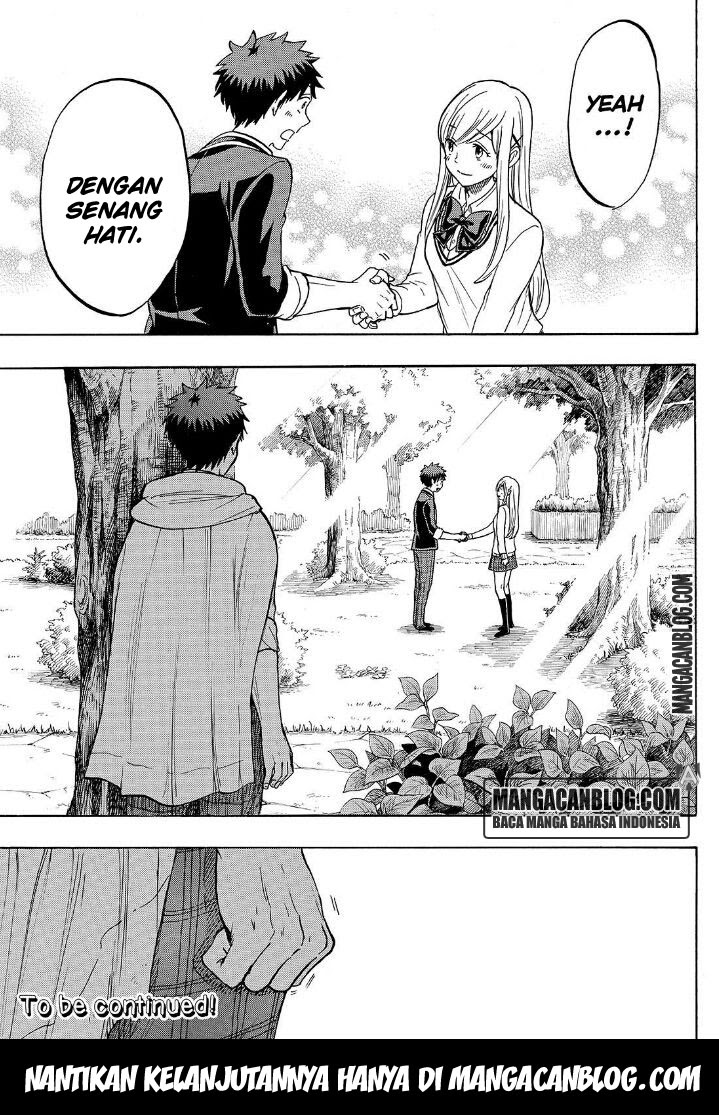 YEAH
...!
DENGAN
SENANG
HATI.
MANGACANBLOG.COM
MANGACANBLOG.COM
BACA MANGA BAHASA INDONESIA
To be continued!
NANTIKAN KELANJUTANNYA HANYA DI MANGACANBLOG.COM